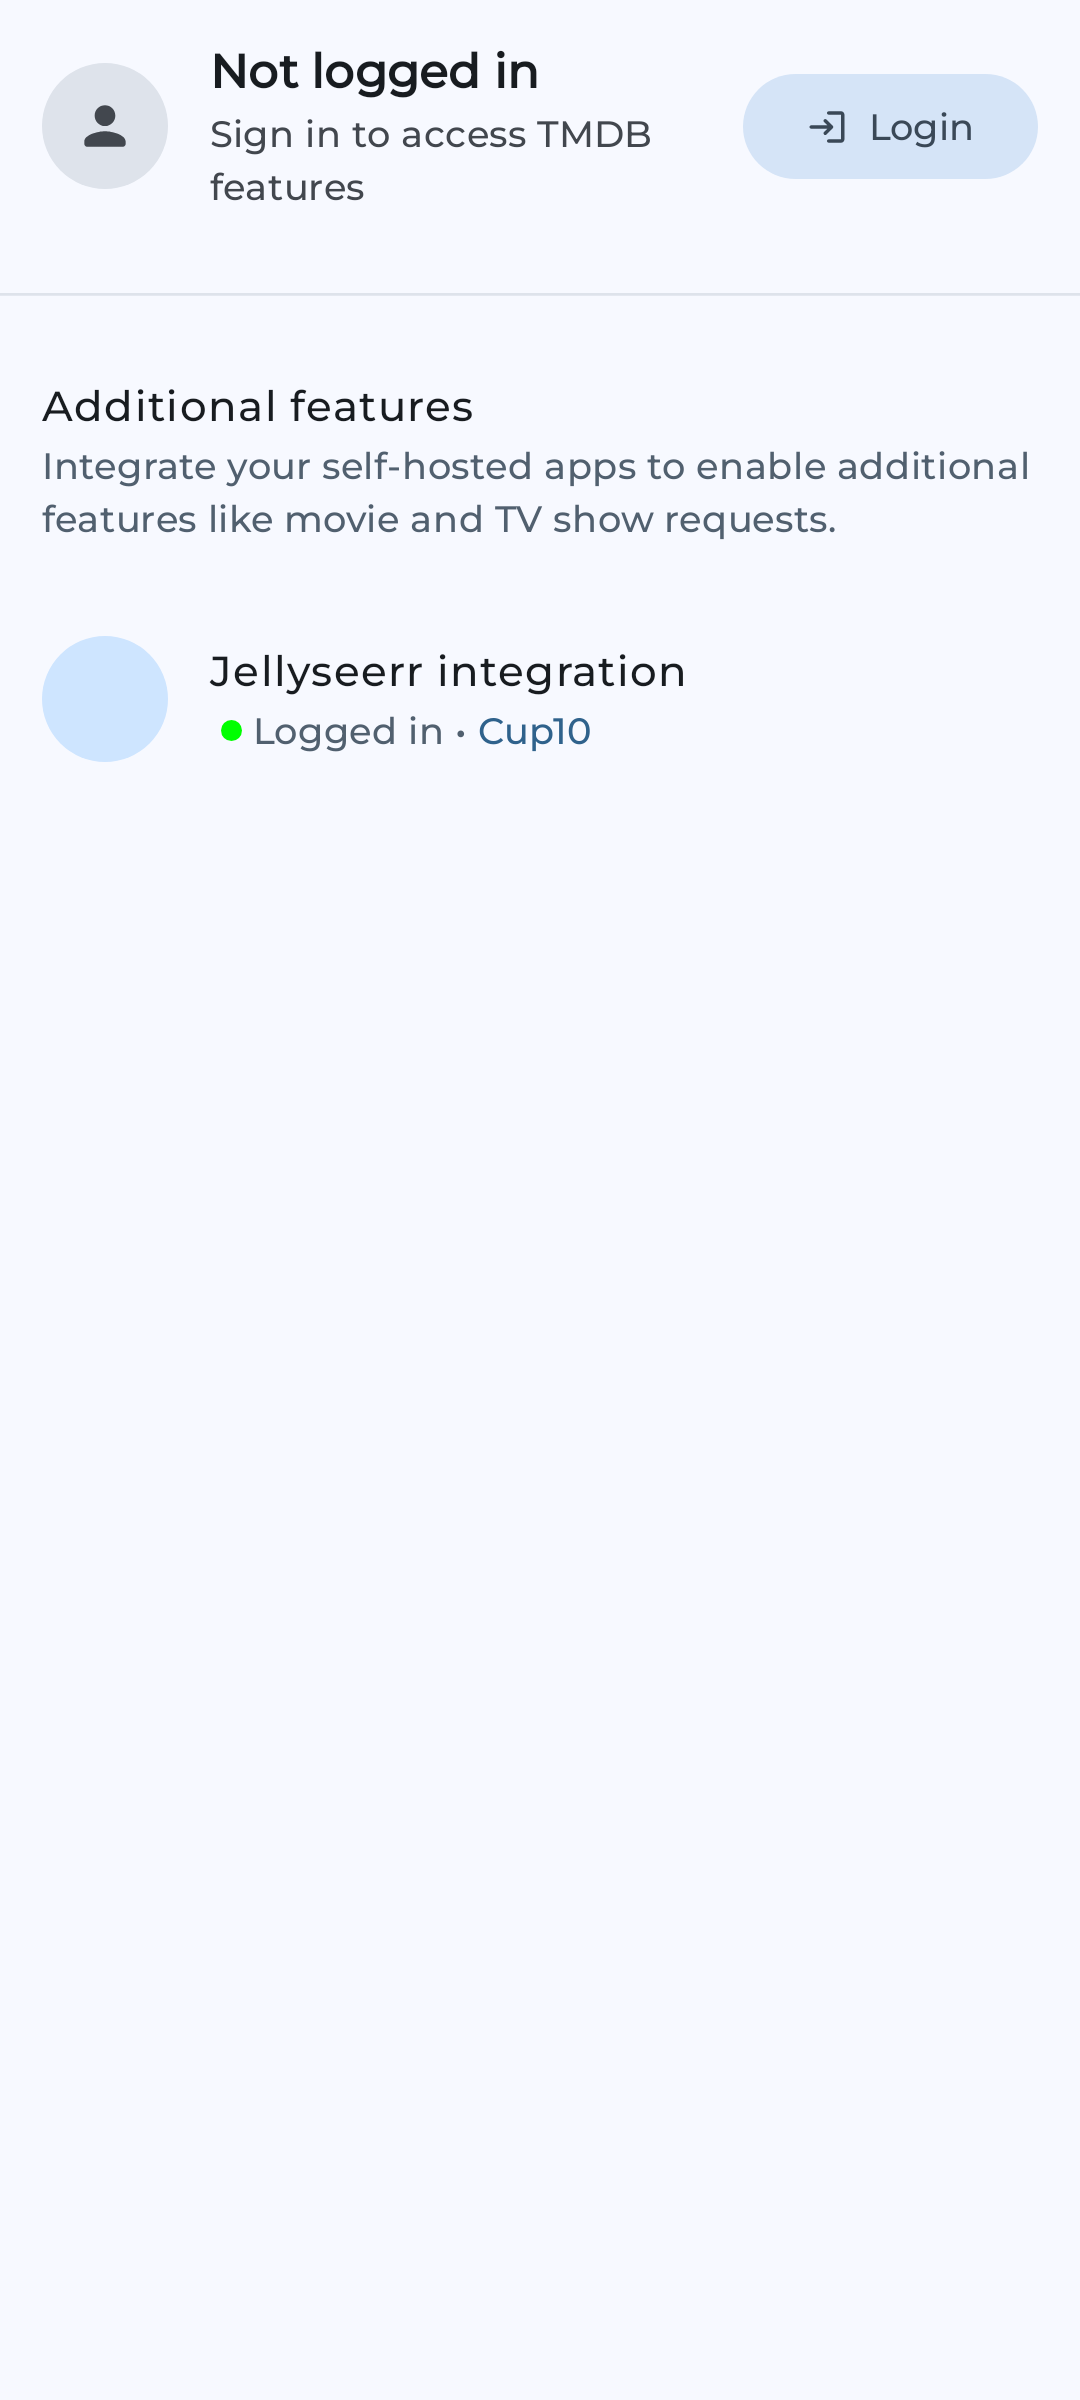 Not logged in
Sign in to access TMDB
features
Login
Additional features
Integrate your self-hosted apps to enable additional
features like movie and TV show requests.
Jellyseerr integration
Logged in • Cup10